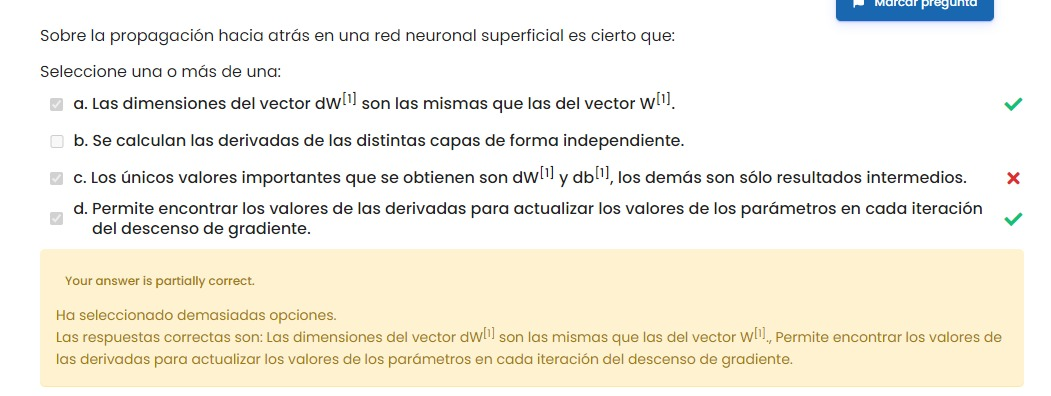 Marcar pregunta
Sobre la propagación hacia atrás en una red neuronal superficial es cierto que:
Seleccione una o más de una:
a. Las dimensiones del vector dW[1] son las mismas que las del vector W[1].
b. Se calculan las derivadas de las distintas capas de forma independiente.
c. Los únicos valores importantes que se obtienen son dW[1] y db[1], los demás son sólo resultados intermedios.
d. Permite encontrar los valores de las derivadas para actualizar los valores de los parámetros en cada iteración
del descenso de gradiente.
Your answer is partially correct.
Ha seleccionado demasiadas opciones.
Las respuestas correctas son: Las dimensiones del vector dW[1] son las mismas que las del vector W[1]., Permite encontrar los valores de
las derivadas para actualizar los valores de los parámetros en cada iteración del descenso de gradiente.